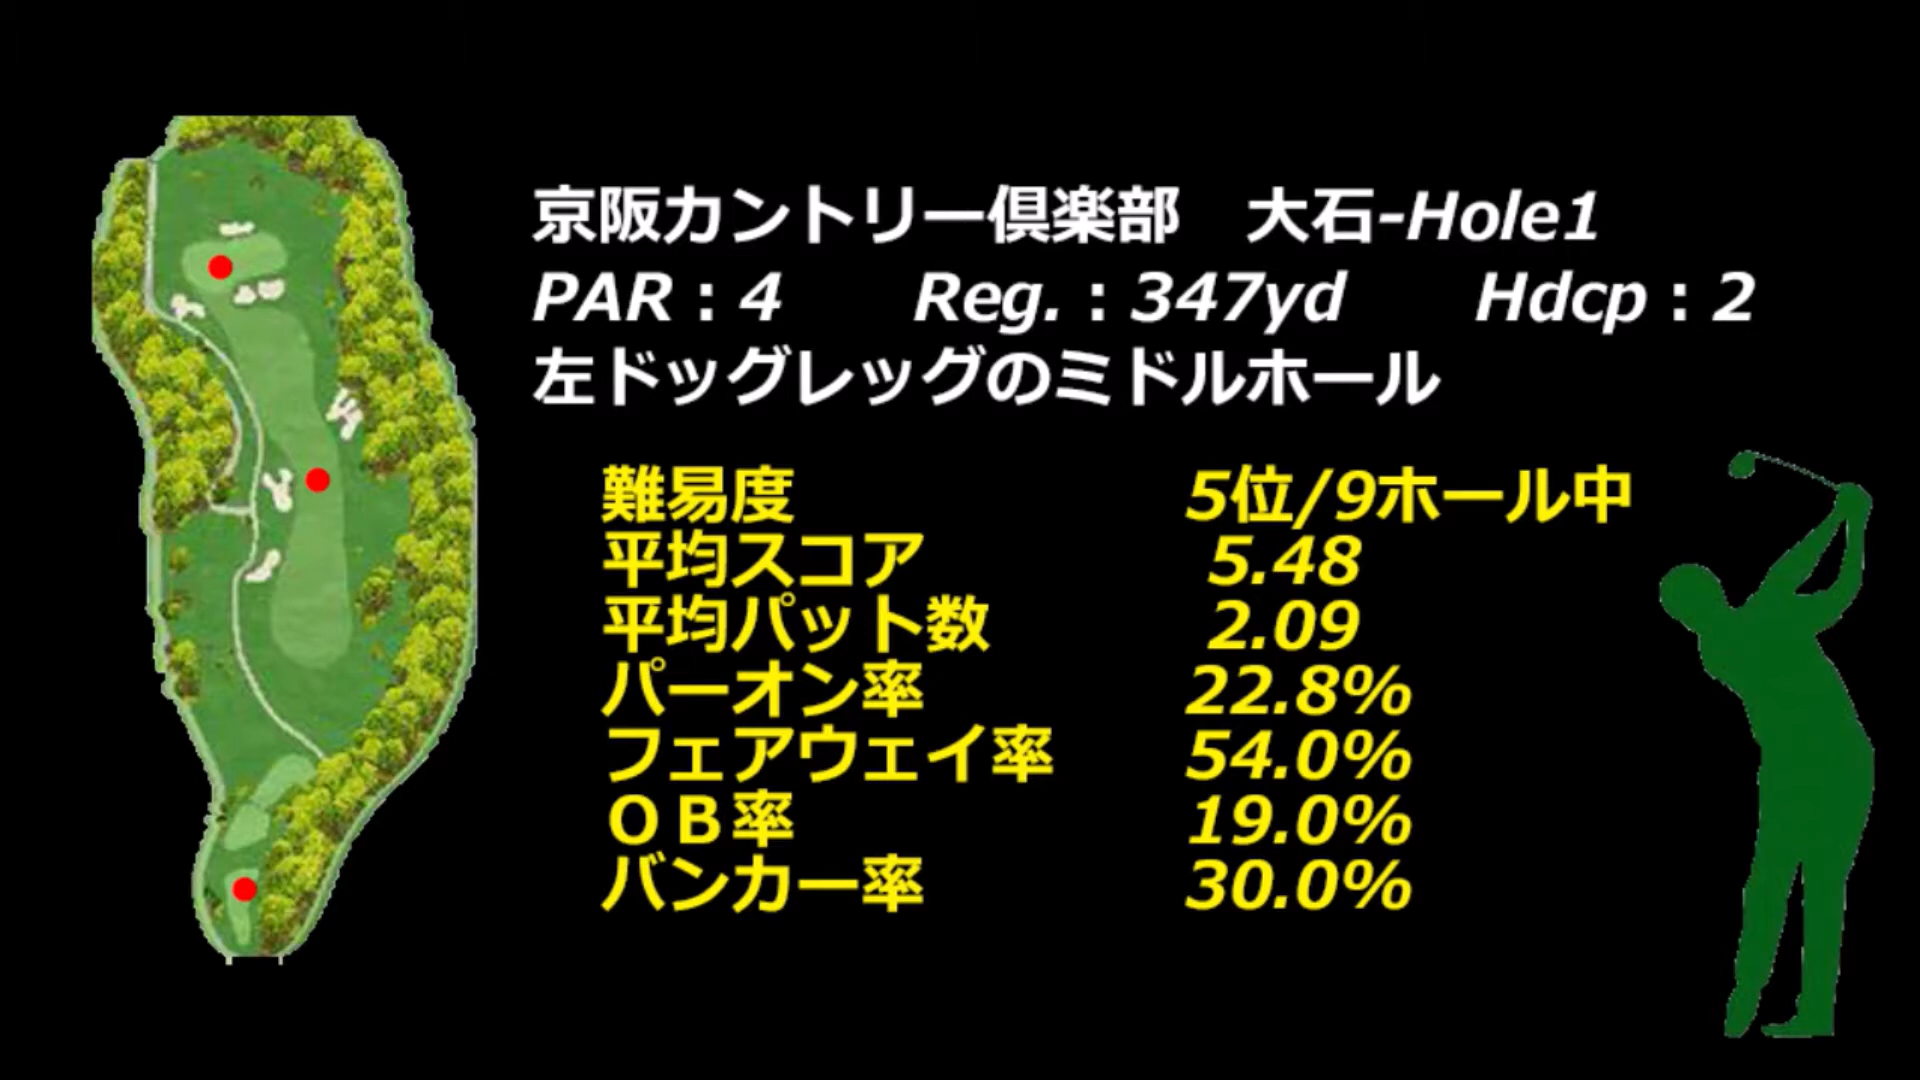 京阪カントリー倶楽部　大石-Hole1
PAR：4　　Reg.：347yd　　Hdcp：2
左ドッグレッグのミドルホール
難易度　5位/9ホール中
平均スコア　5.48
平均パット数　2.09
パーオン率　22.8%
フェアウェイ率　54.0%
ＯＢ率　19.0%
バンカー率　30.0%